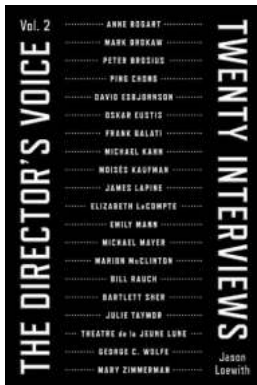 Vol. 2
THE DIRECTOR'S VOICE
ANNE BOGART
MARK BROKAW
PETER BROSIUS
PING CHONG
DAVID ESBJORNSON
OSKAR EUSTIS
FRANK GALATI
MICHAEL KAHN
MOISÉS KAUFMAN
JAMES LAPINE
ELIZABETH LeCOMPTE
EMILY MANN
MICHAEL MAYER
MARION McCLINTON
BILL RAUCH
BARTLETT SHER
JULIE TAYMOR
THEATRE de la JEUNE LUNE
GEORGE C. WOLFE
MARY ZIMMERMAN
TWENTY INTERVIEWS
Jason
Loewith